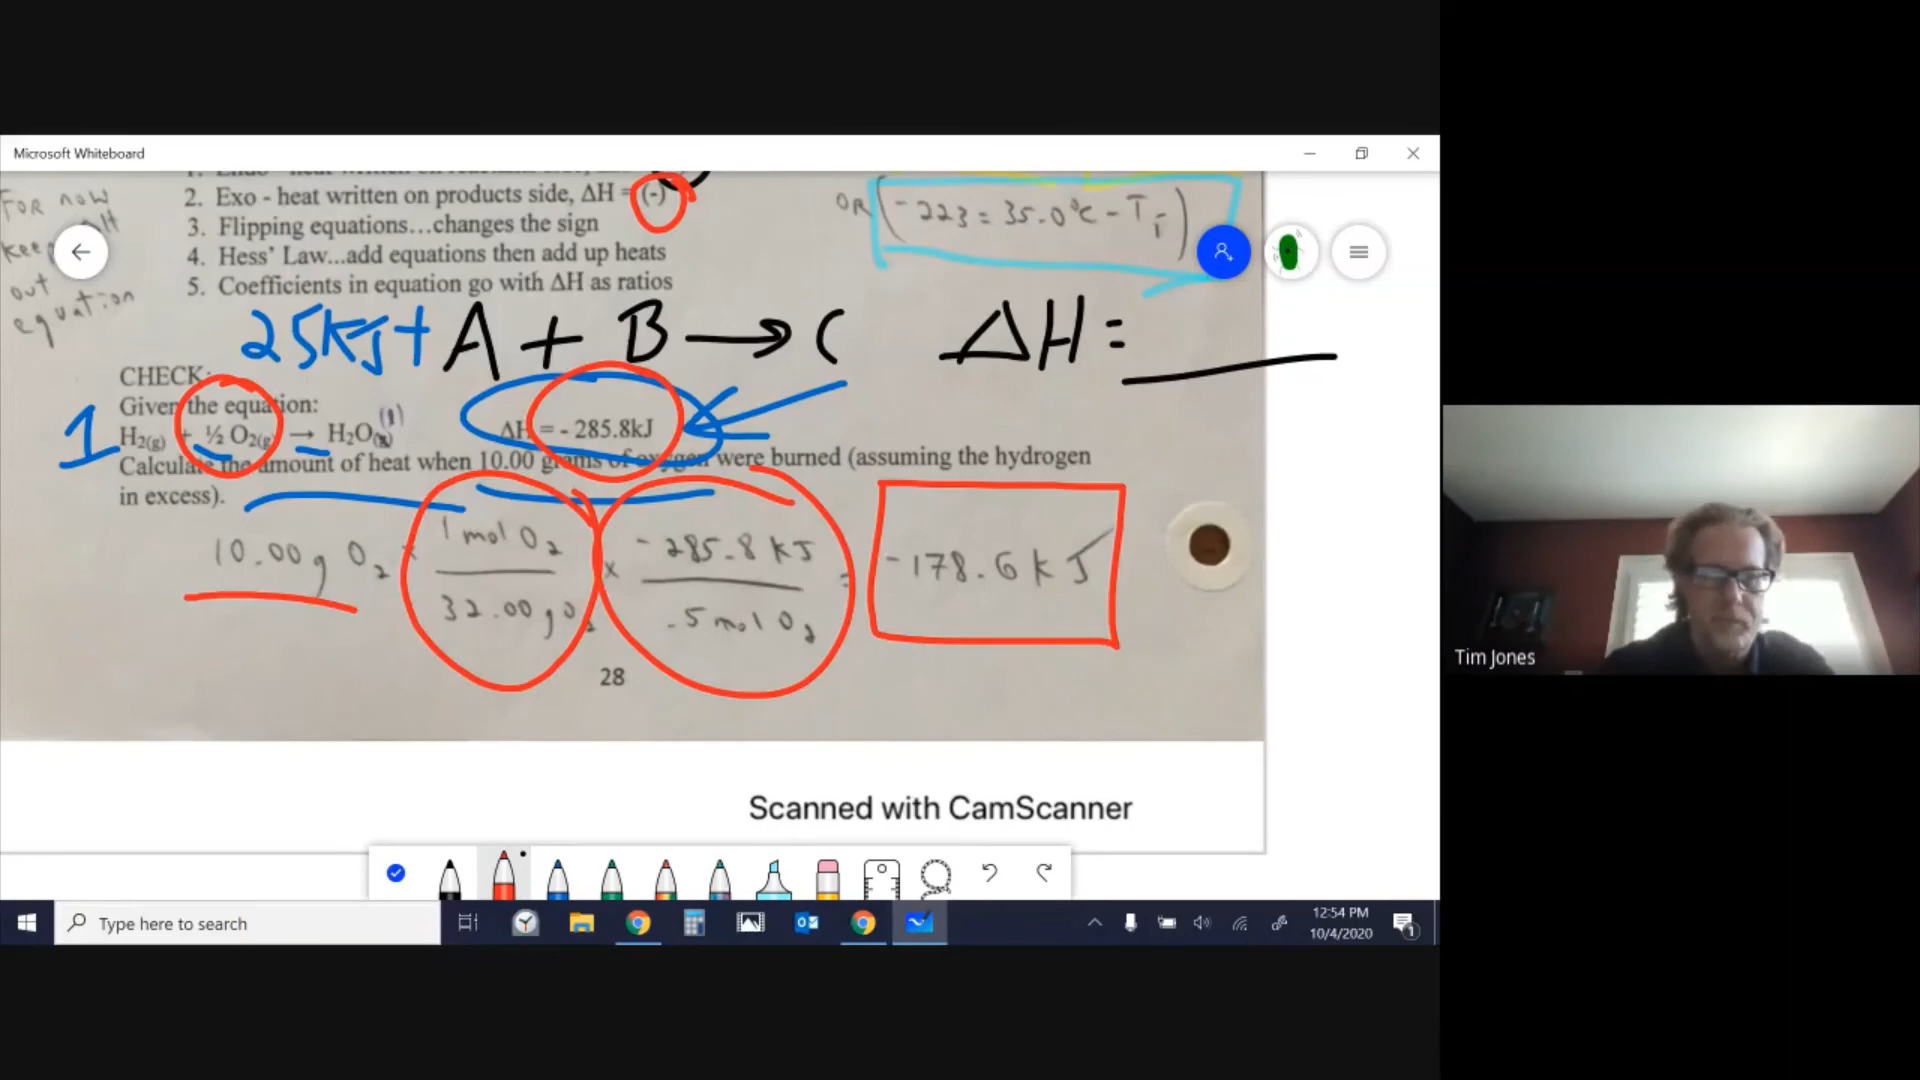 Microsoft Whiteboard
For now
keep ΔH
out
equation
2. Exo - heat written on products side, ΔH = (-)
3. Flipping equations...changes the sign
4. Hess' Law...add equations then add up heats
5. Coefficients in equation go with ΔH as ratios
OR (-223 = 35.0°C - Ti)
25KJ + A + B → C ΔH = ____
CHECK:
Given the equation:
1 H2(g) + ½ O2(g) → H2O (l) ΔH = - 285.8kJ
Calculate the amount of heat when 10.00 grams of oxygen were burned (assuming the hydrogen
in excess).
10.00 g O2 x 1 mol O2 / 32.00 g O2 x -285.8 KJ / .5 mol O2 = -178.6 kJ
28
Scanned with CamScanner
Tim Jones
Type here to search
12:54 PM
10/4/2020
1